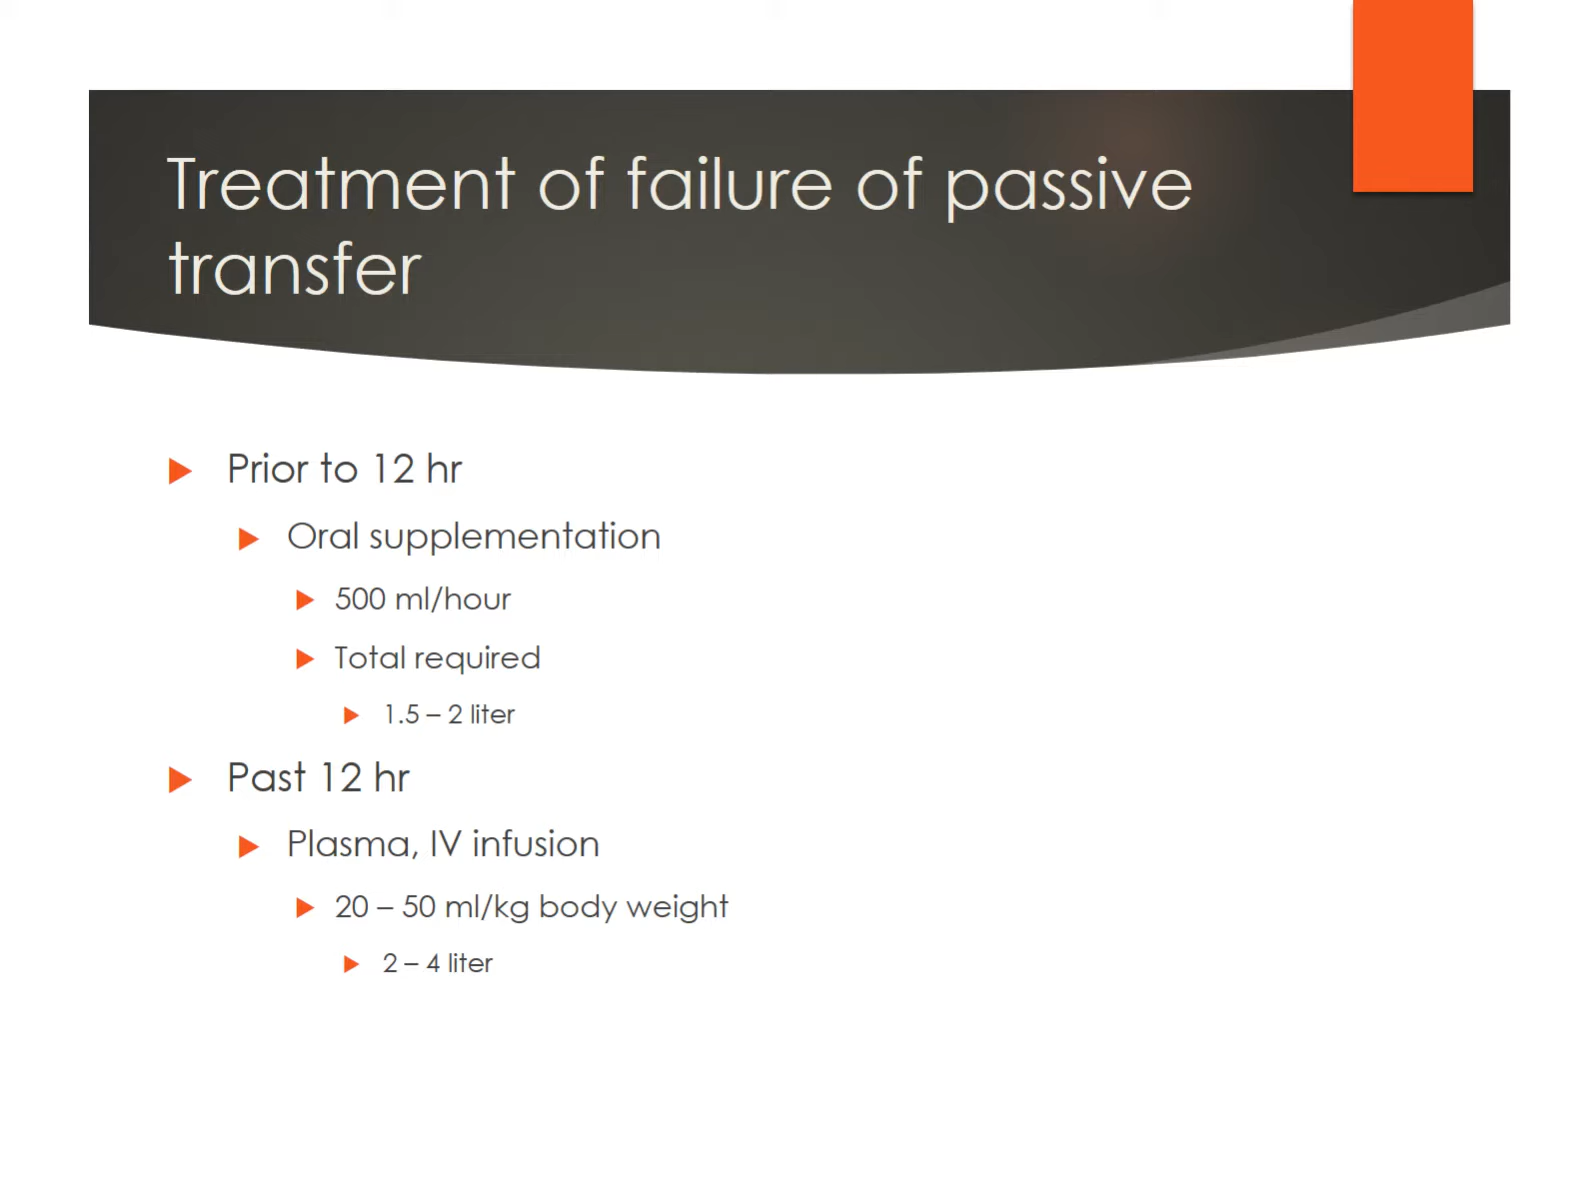 Treatment of failure of passive
transfer
Prior to 12 hr
Oral supplementation
500 ml/hour
Total required
1.5 – 2 liter
Past 12 hr
Plasma, IV infusion
20 – 50 ml/kg body weight
2 – 4 liter